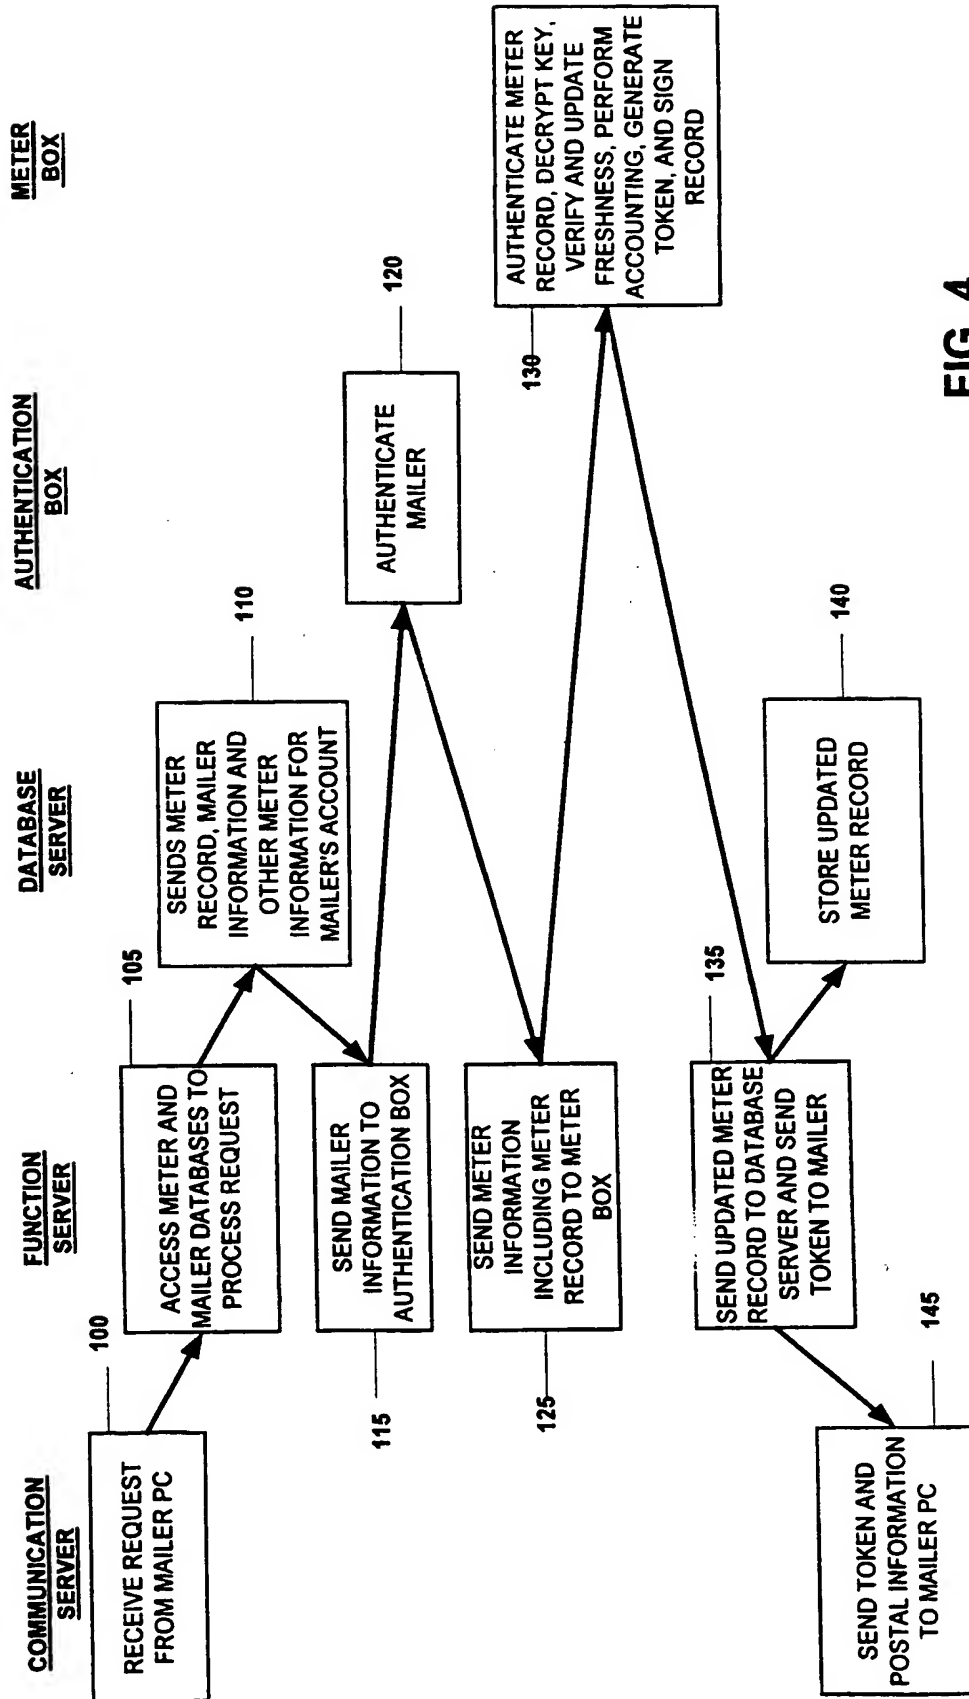 COMMUNICATION
SERVER
FUNCTION
SERVER
DATABASE
SERVER
AUTHENTICATION
BOX
METER
BOX
100
RECEIVE REQUEST
FROM MAILER PC
105
ACCESS METER AND
MAILER DATABASES TO
PROCESS REQUEST
110
SENDS METER
RECORD, MAILER
INFORMATION AND
OTHER METER
INFORMATION FOR
MAILER'S ACCOUNT
115
SEND MAILER
INFORMATION TO
AUTHENTICATION BOX
120
AUTHENTICATE
MAILER
125
SEND METER
INFORMATION
INCLUDING METER
RECORD TO METER
BOX
130
AUTHENTICATE METER
RECORD, DECRYPT KEY,
VERIFY AND UPDATE
FRESHNESS, PERFORM
ACCOUNTING, GENERATE
TOKEN, AND SIGN
RECORD
135
SEND UPDATED METER
RECORD TO DATABASE
SERVER AND SEND
TOKEN TO MAILER
140
STORE UPDATED
METER RECORD
145
SEND TOKEN AND
POSTAL INFORMATION
TO MAILER PC
FIG. 4